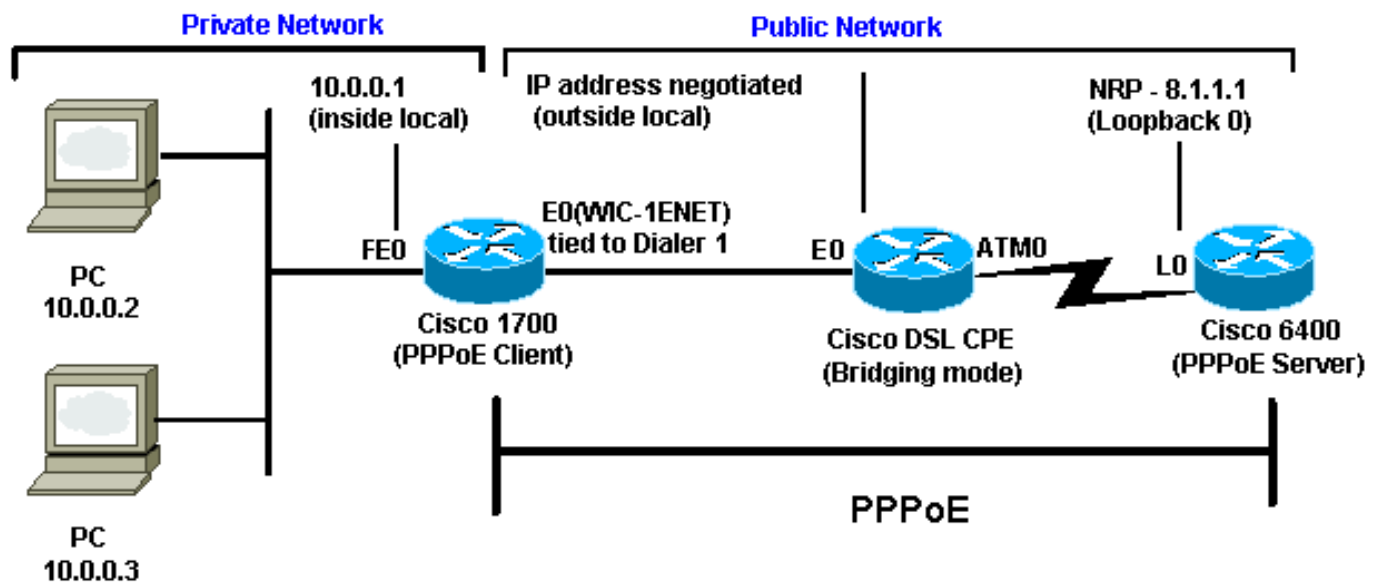 Private Network
Public Network
10.0.0.1
(inside local)
IP address negotiated
(outside local)
NRP - 8.1.1.1
(Loopback 0)
E0(WIC-1ENET)
tied to Dialer 1
FE0
E0
ATM0
L0
PC
10.0.0.2
Cisco 1700
(PPPoE Client)
Cisco DSL CPE
(Bridging mode)
Cisco 6400
(PPPoE Server)
PPPoE
PC
10.0.0.3